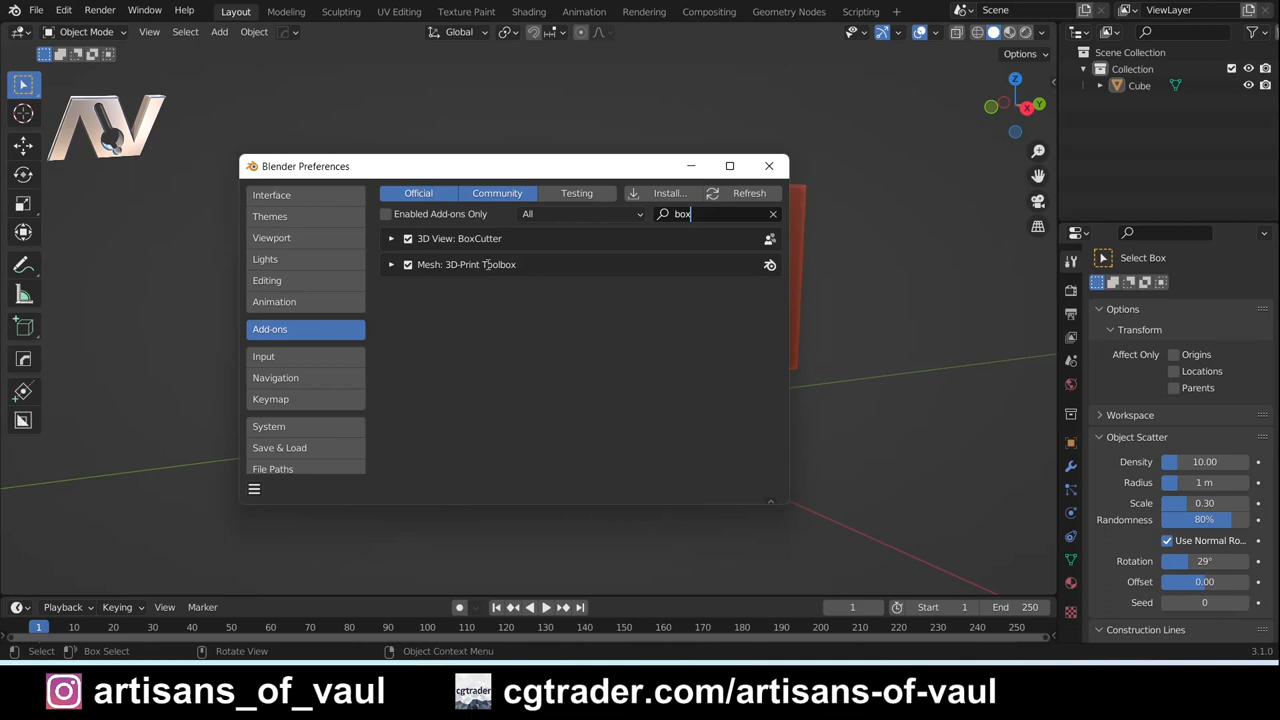 File Edit Render Window Help Layout Modeling Sculpting UV Editing Texture Paint Shading Animation Rendering Compositing Geometry Nodes Scripting + Scene ViewLayer
Object Mode View Select Add Object Global Options
AV
Scene Collection
Collection
Cube
Z
Y
X
Blender Preferences
Interface
Themes
Viewport
Lights
Editing
Animation
Add-ons
Input
Navigation
Keymap
System
Save & Load
File Paths
Official Community Testing Install... Refresh
Enabled Add-ons Only All box
3D View: BoxCutter
Mesh: 3D-Print Toolbox
Select Box
Options
Transform
Affect Only Origins
Locations
Parents
Workspace
Object Scatter
Density 10.00
Radius 1 m
Scale 0.30
Randomness 80%
Use Normal Ro...
Rotation 29°
Offset 0.00
Seed 0
Construction Lines
Playback Keying View Marker 1 Start 1 End 250
1 10 20 30 40 50 60 70 80 90 100 110 120 130 140 150 160 170 180 190 200 210 220 230 240 250
Select Box Select Rotate View Object Context Menu 3.1.0
artisans_of_vaul cgtrader cgtrader.com/artisans-of-vaul